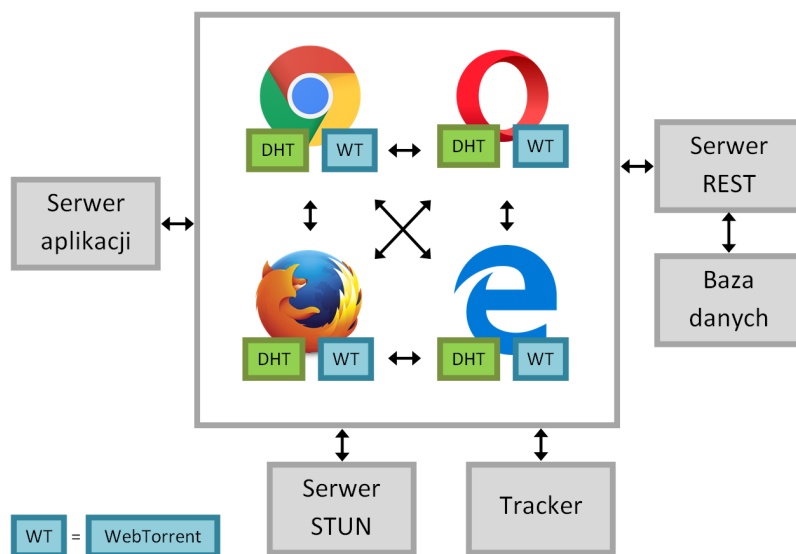 DHT WT
DHT WT
Serwer
REST
Serwer
aplikacji
Baza
danych
DHT WT
DHT WT
Serwer
STUN
Tracker
WT = WebTorrent